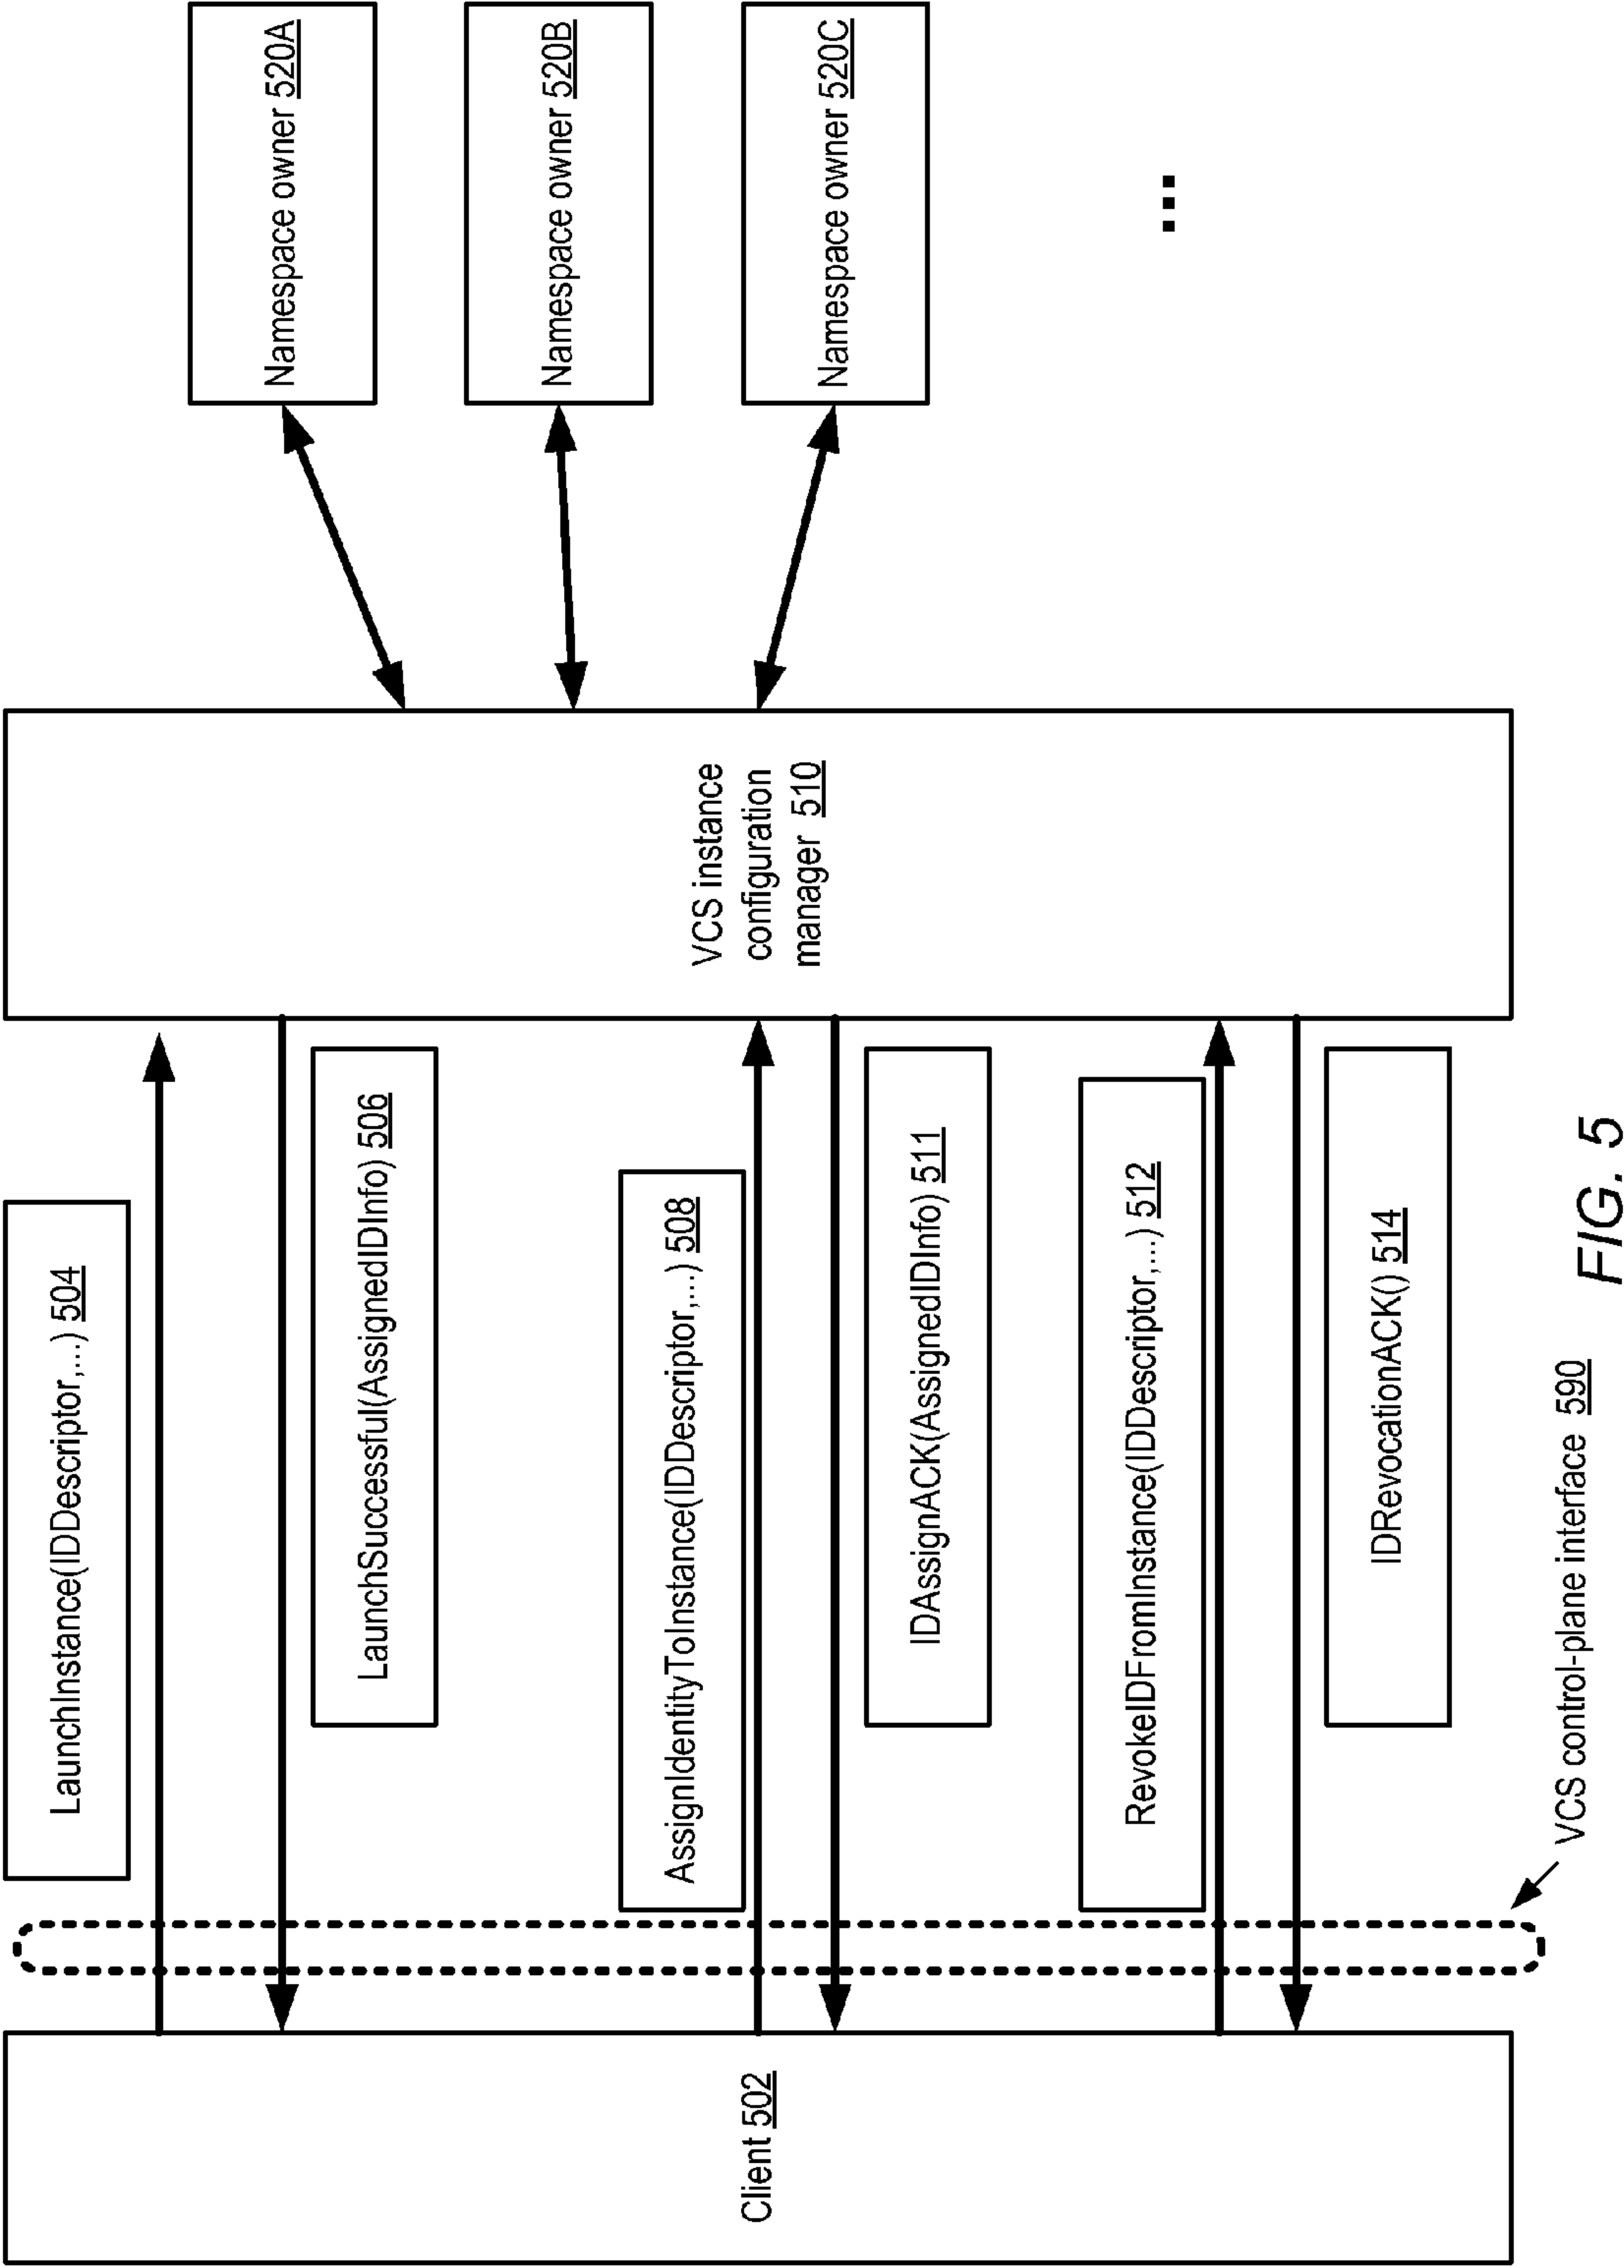 LaunchInstance(IDDescriptor,...) 504
LaunchSuccessful(AssignedIDInfo) 506
AssignIdentityToInstance(IDDescriptor,...) 508
IDAssignACK(AssignedIDInfo) 511
RevokeIDFromInstance(IDDescriptor,...) 512
IDRevocationACK() 514
Client 502
VCS instance
configuration
manager 510
Namespace owner 520A
Namespace owner 520B
Namespace owner 520C
...
VCS control-plane interface 590
FIG. 5